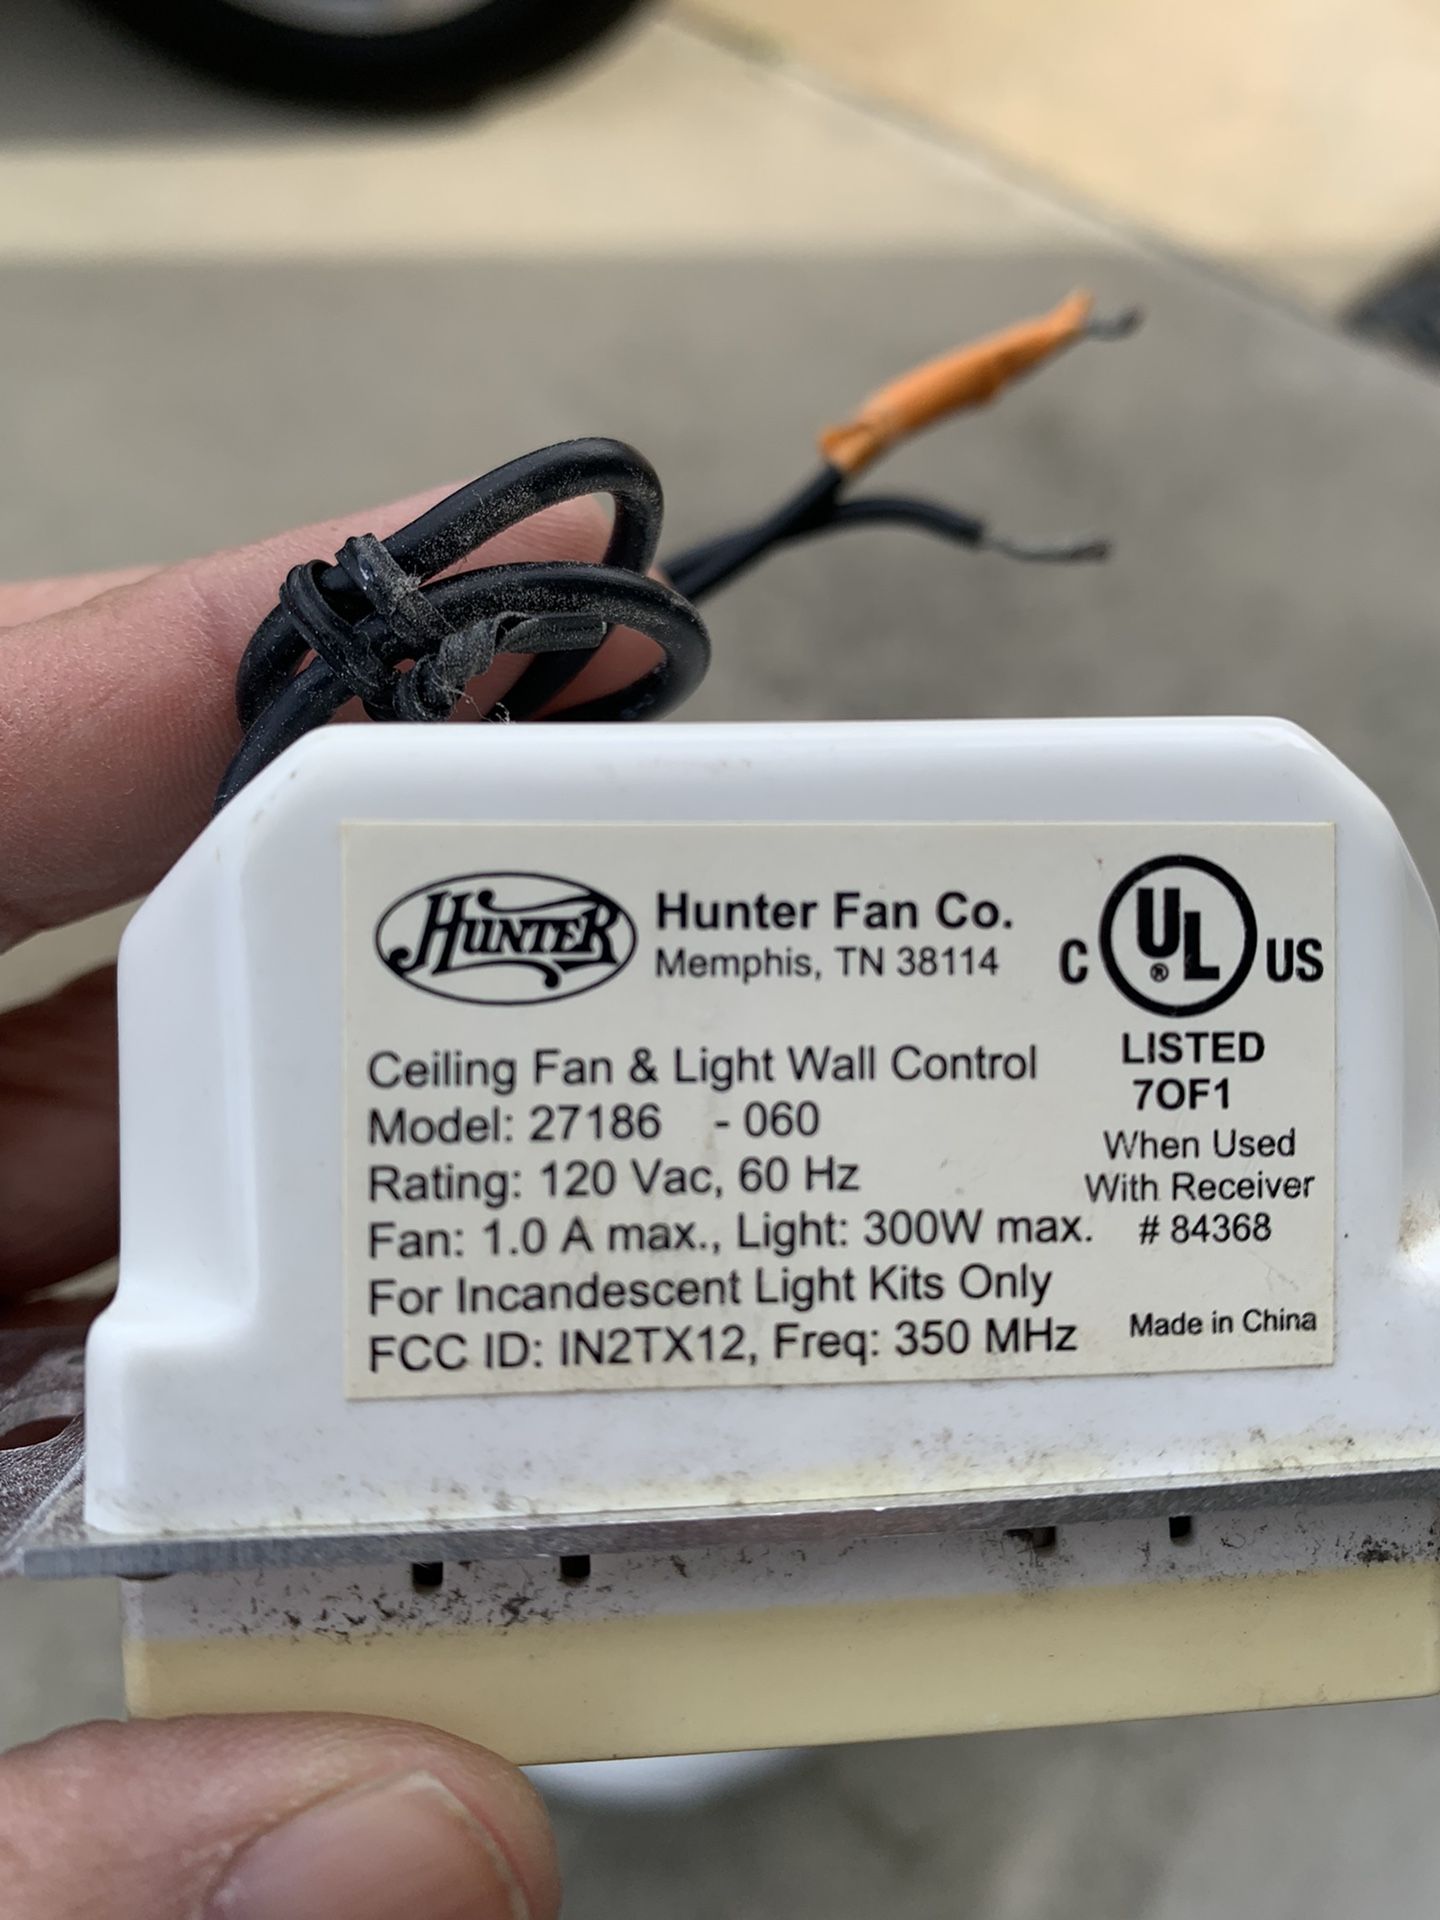 HUNTER
Hunter Fan Co.
Memphis, TN 38114
Ceiling Fan & Light Wall Control
Model: 27186 - 060
Rating: 120 Vac, 60 Hz
Fan: 1.0 A max., Light: 300W max.
For Incandescent Light Kits Only
FCC ID: IN2TX12, Freq: 350 MHz
C UL® US
LISTED
7OF1
When Used
With Receiver
# 84368
Made in China